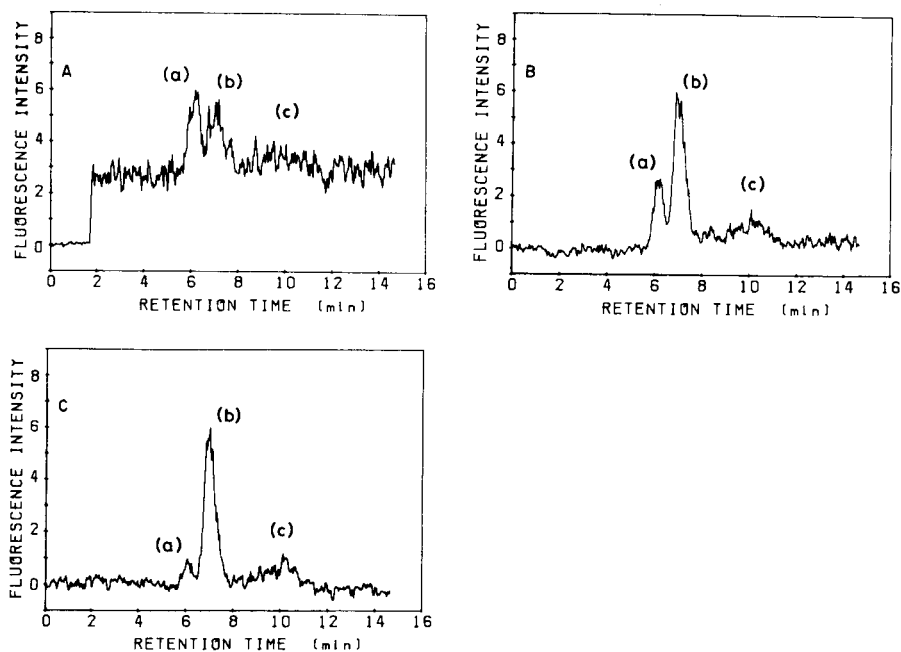 FLUORESCENCE INTENSITY
8
6
4
2
0
A
(a)
(b)
(c)
0 2 4 6 8 10 12 14 16
RETENTION TIME (min)
FLUORESCENCE INTENSITY
8
6
4
2
0
B
(a)
(b)
(c)
0 2 4 6 8 10 12 14 16
RETENTION TIME (min)
FLUORESCENCE INTENSITY
8
6
4
2
0
C
(a)
(b)
(c)
0 2 4 6 8 10 12 14 16
RETENTION TIME (min)